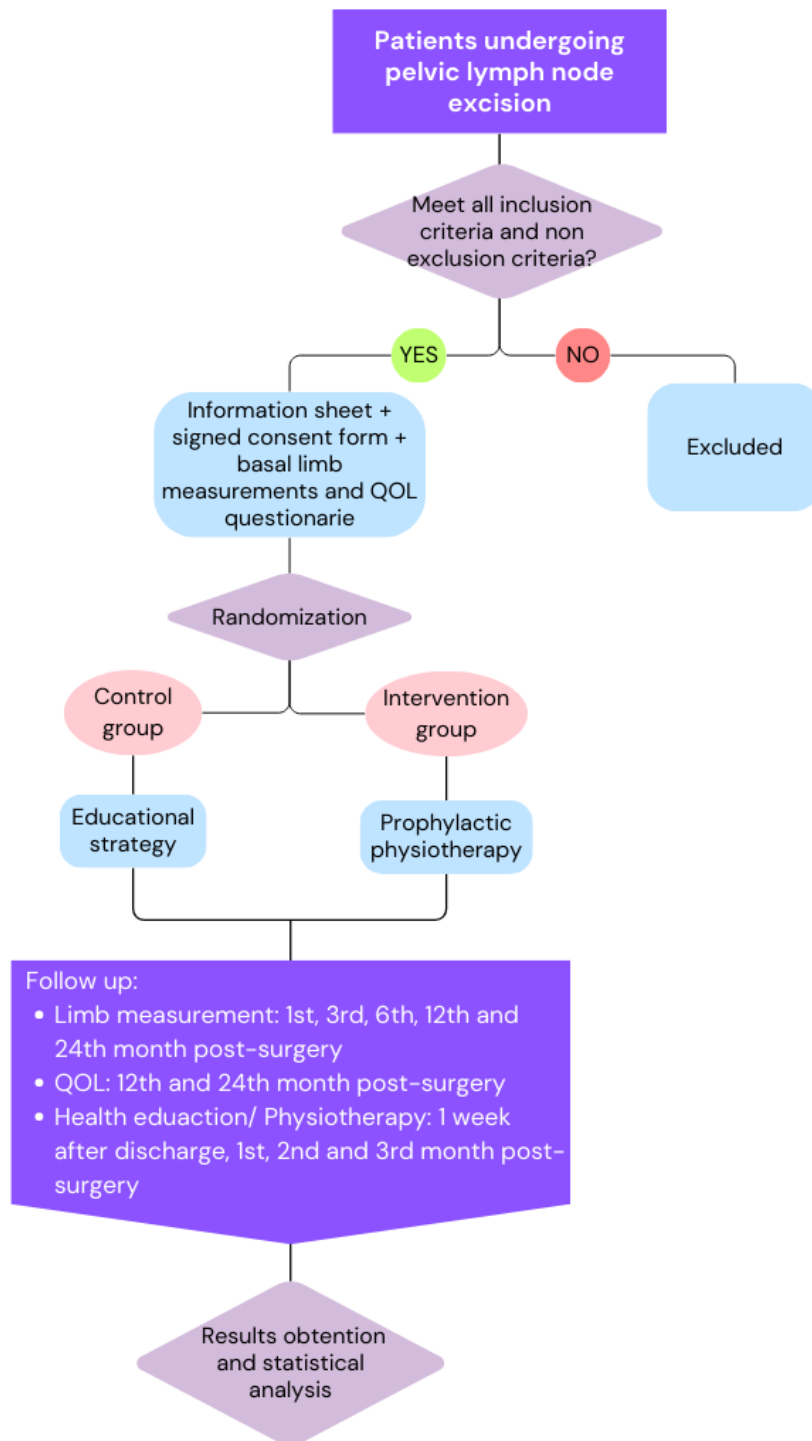 Patients undergoing
pelvic lymph node
excision
Meet all inclusion
criteria and non
exclusion criteria?
YES
NO
Information sheet +
signed consent form +
basal limb
measurements and QOL
questionarie
Excluded
Randomization
Control
group
Intervention
group
Educational
strategy
Prophylactic
physiotherapy
Follow up:
• Limb measurement: 1st, 3rd, 6th, 12th and
24th month post-surgery
• QOL: 12th and 24th month post-surgery
• Health eduaction/ Physiotherapy: 1 week
after discharge, 1st, 2nd and 3rd month post-
surgery
Results obtention
and statistical
analysis